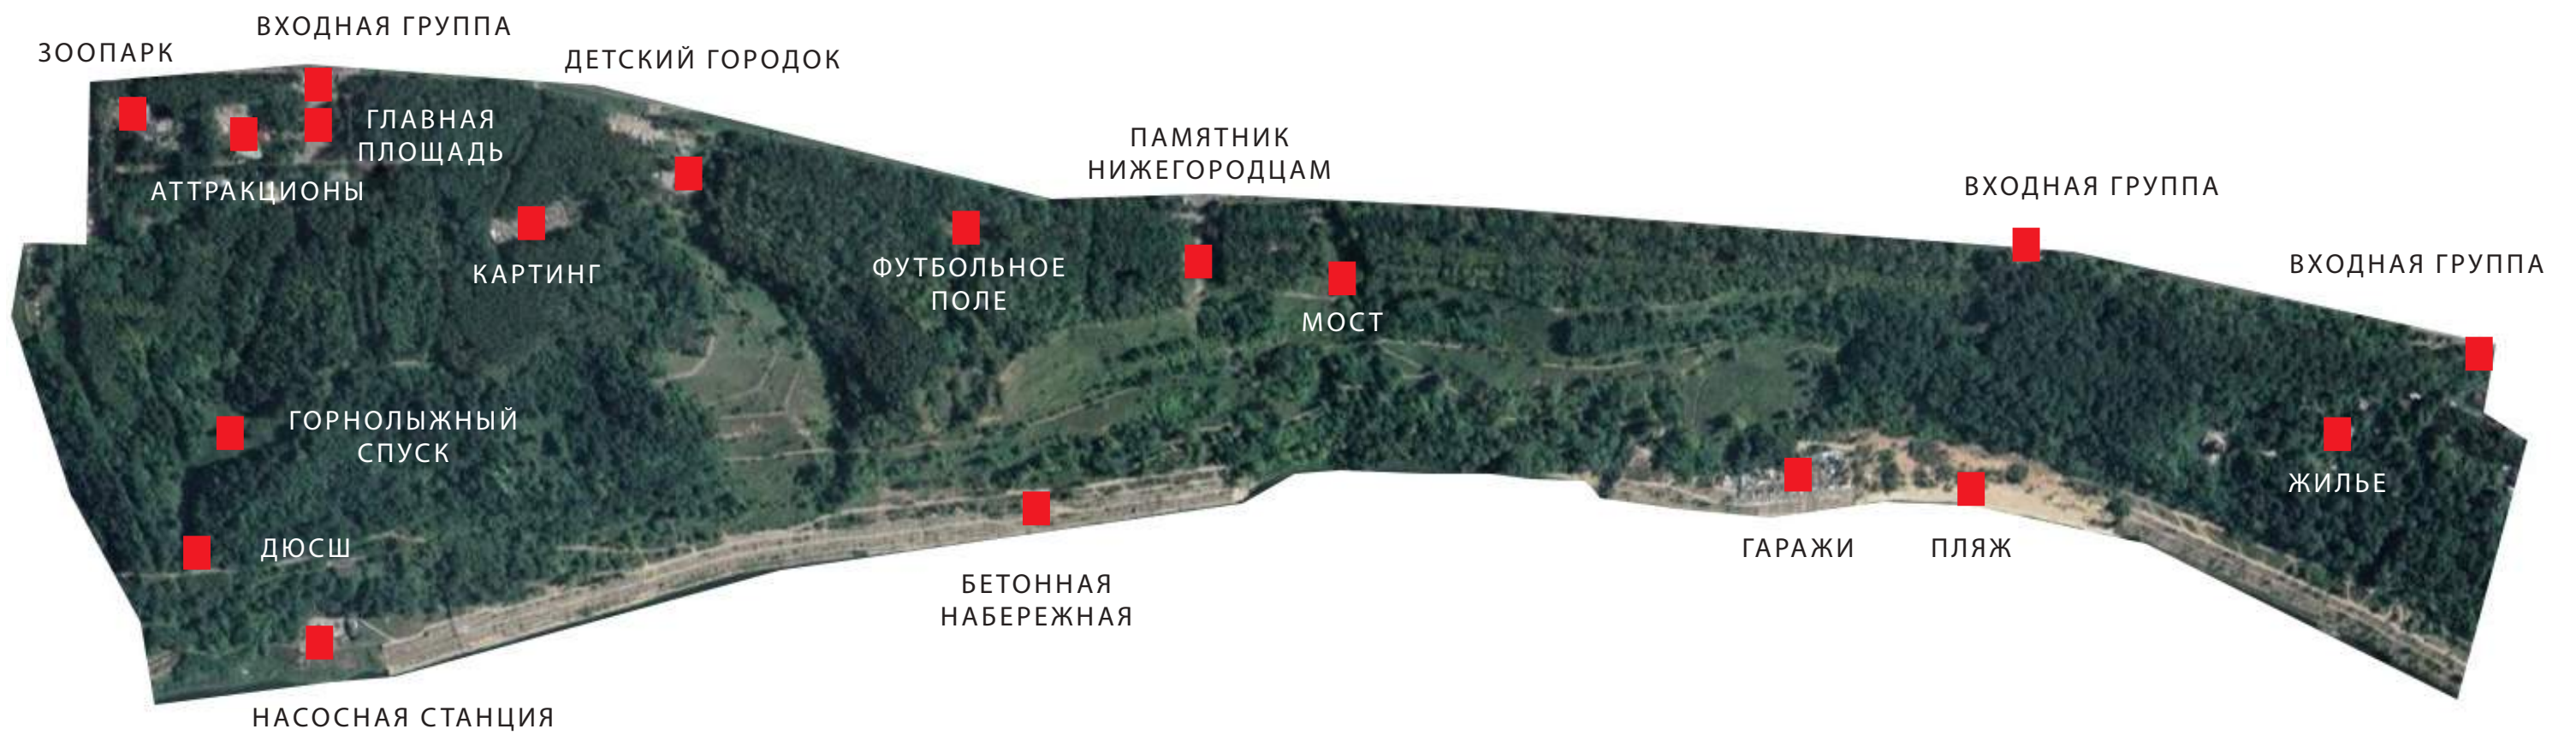 ВХОДНАЯ ГРУППА
ЗООПАРК
ДЕТСКИЙ ГОРОДОК
ГЛАВНАЯ
ПЛОЩАДЬ
АТТРАКЦИОНЫ
ПАМЯТНИК
НИЖЕГОРОДЦАМ
ВХОДНАЯ ГРУППА
ВХОДНАЯ ГРУППА
КАРТИНГ
ФУТБОЛЬНОЕ
ПОЛЕ
МОСТ
ГОРНОЛЫЖНЫЙ
СПУСК
ЖИЛЬЕ
ДЮСШ
ГАРАЖИ
ПЛЯЖ
БЕТОННАЯ
НАБЕРЕЖНАЯ
НАСОСНАЯ СТАНЦИЯ